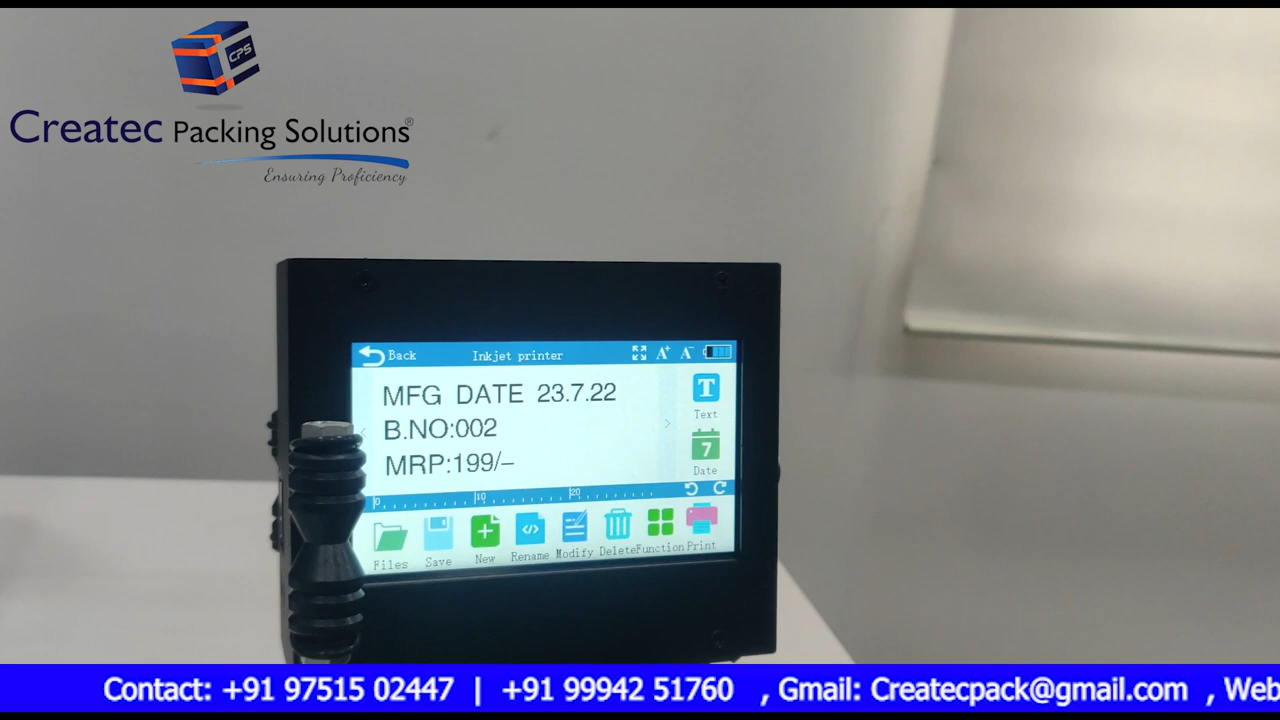 CPS
Createc Packing Solutions®
Ensuring Proficiency
Back Inkjet printer A+ A-
MFG DATE 23.7.22
B.NO:002
MRP:199/-
Text
7
Date
0 10 20
Files Save New Rename Modify Delete Function Print
Contact: +91 97515 02447 | +91 99942 51760 , Gmail: Createcpack@gmail.com , Web